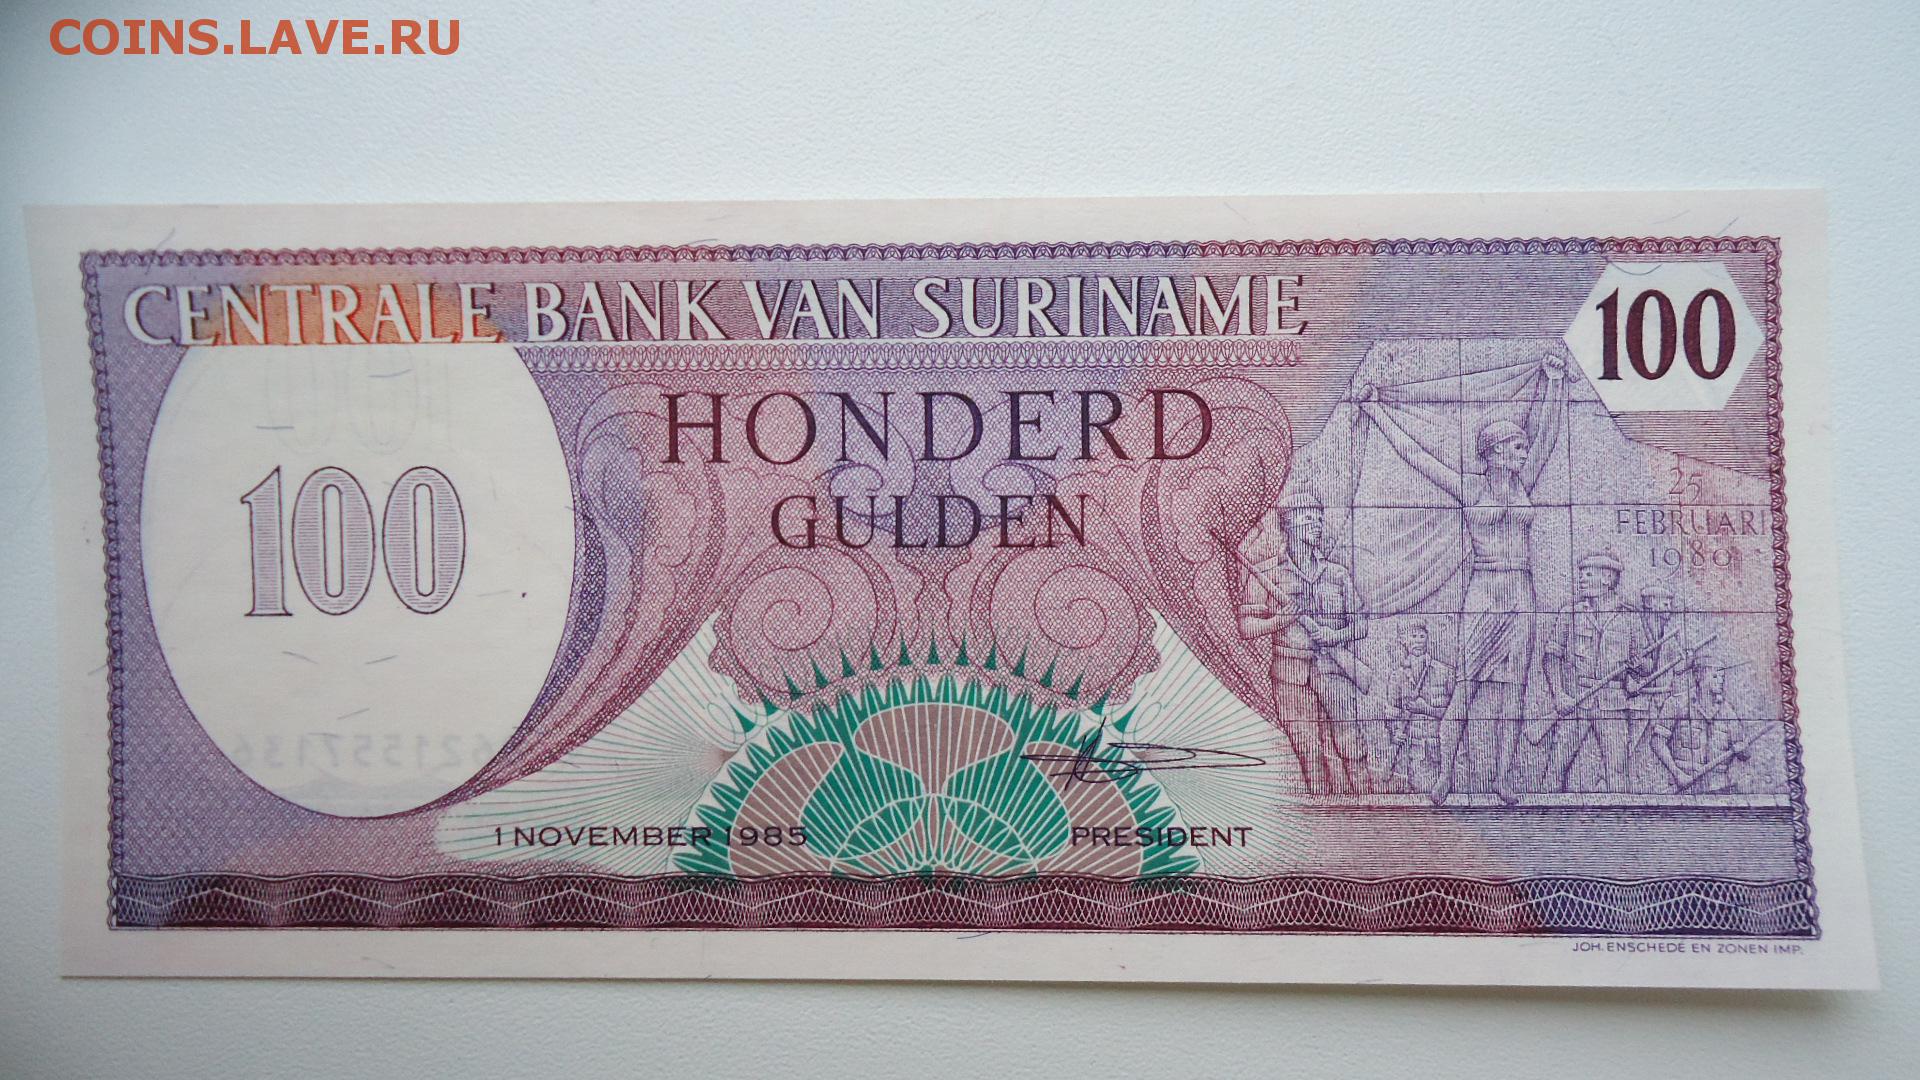 COINS.LAVE.RU
CENTRALE BANK VAN SURINAME
100
HONDERD
GULDEN
100
25
FEBRUARI
1980
1 NOVEMBER 1985
PRESIDENT
JOH. ENSCHEDÉ EN ZONEN IMP.